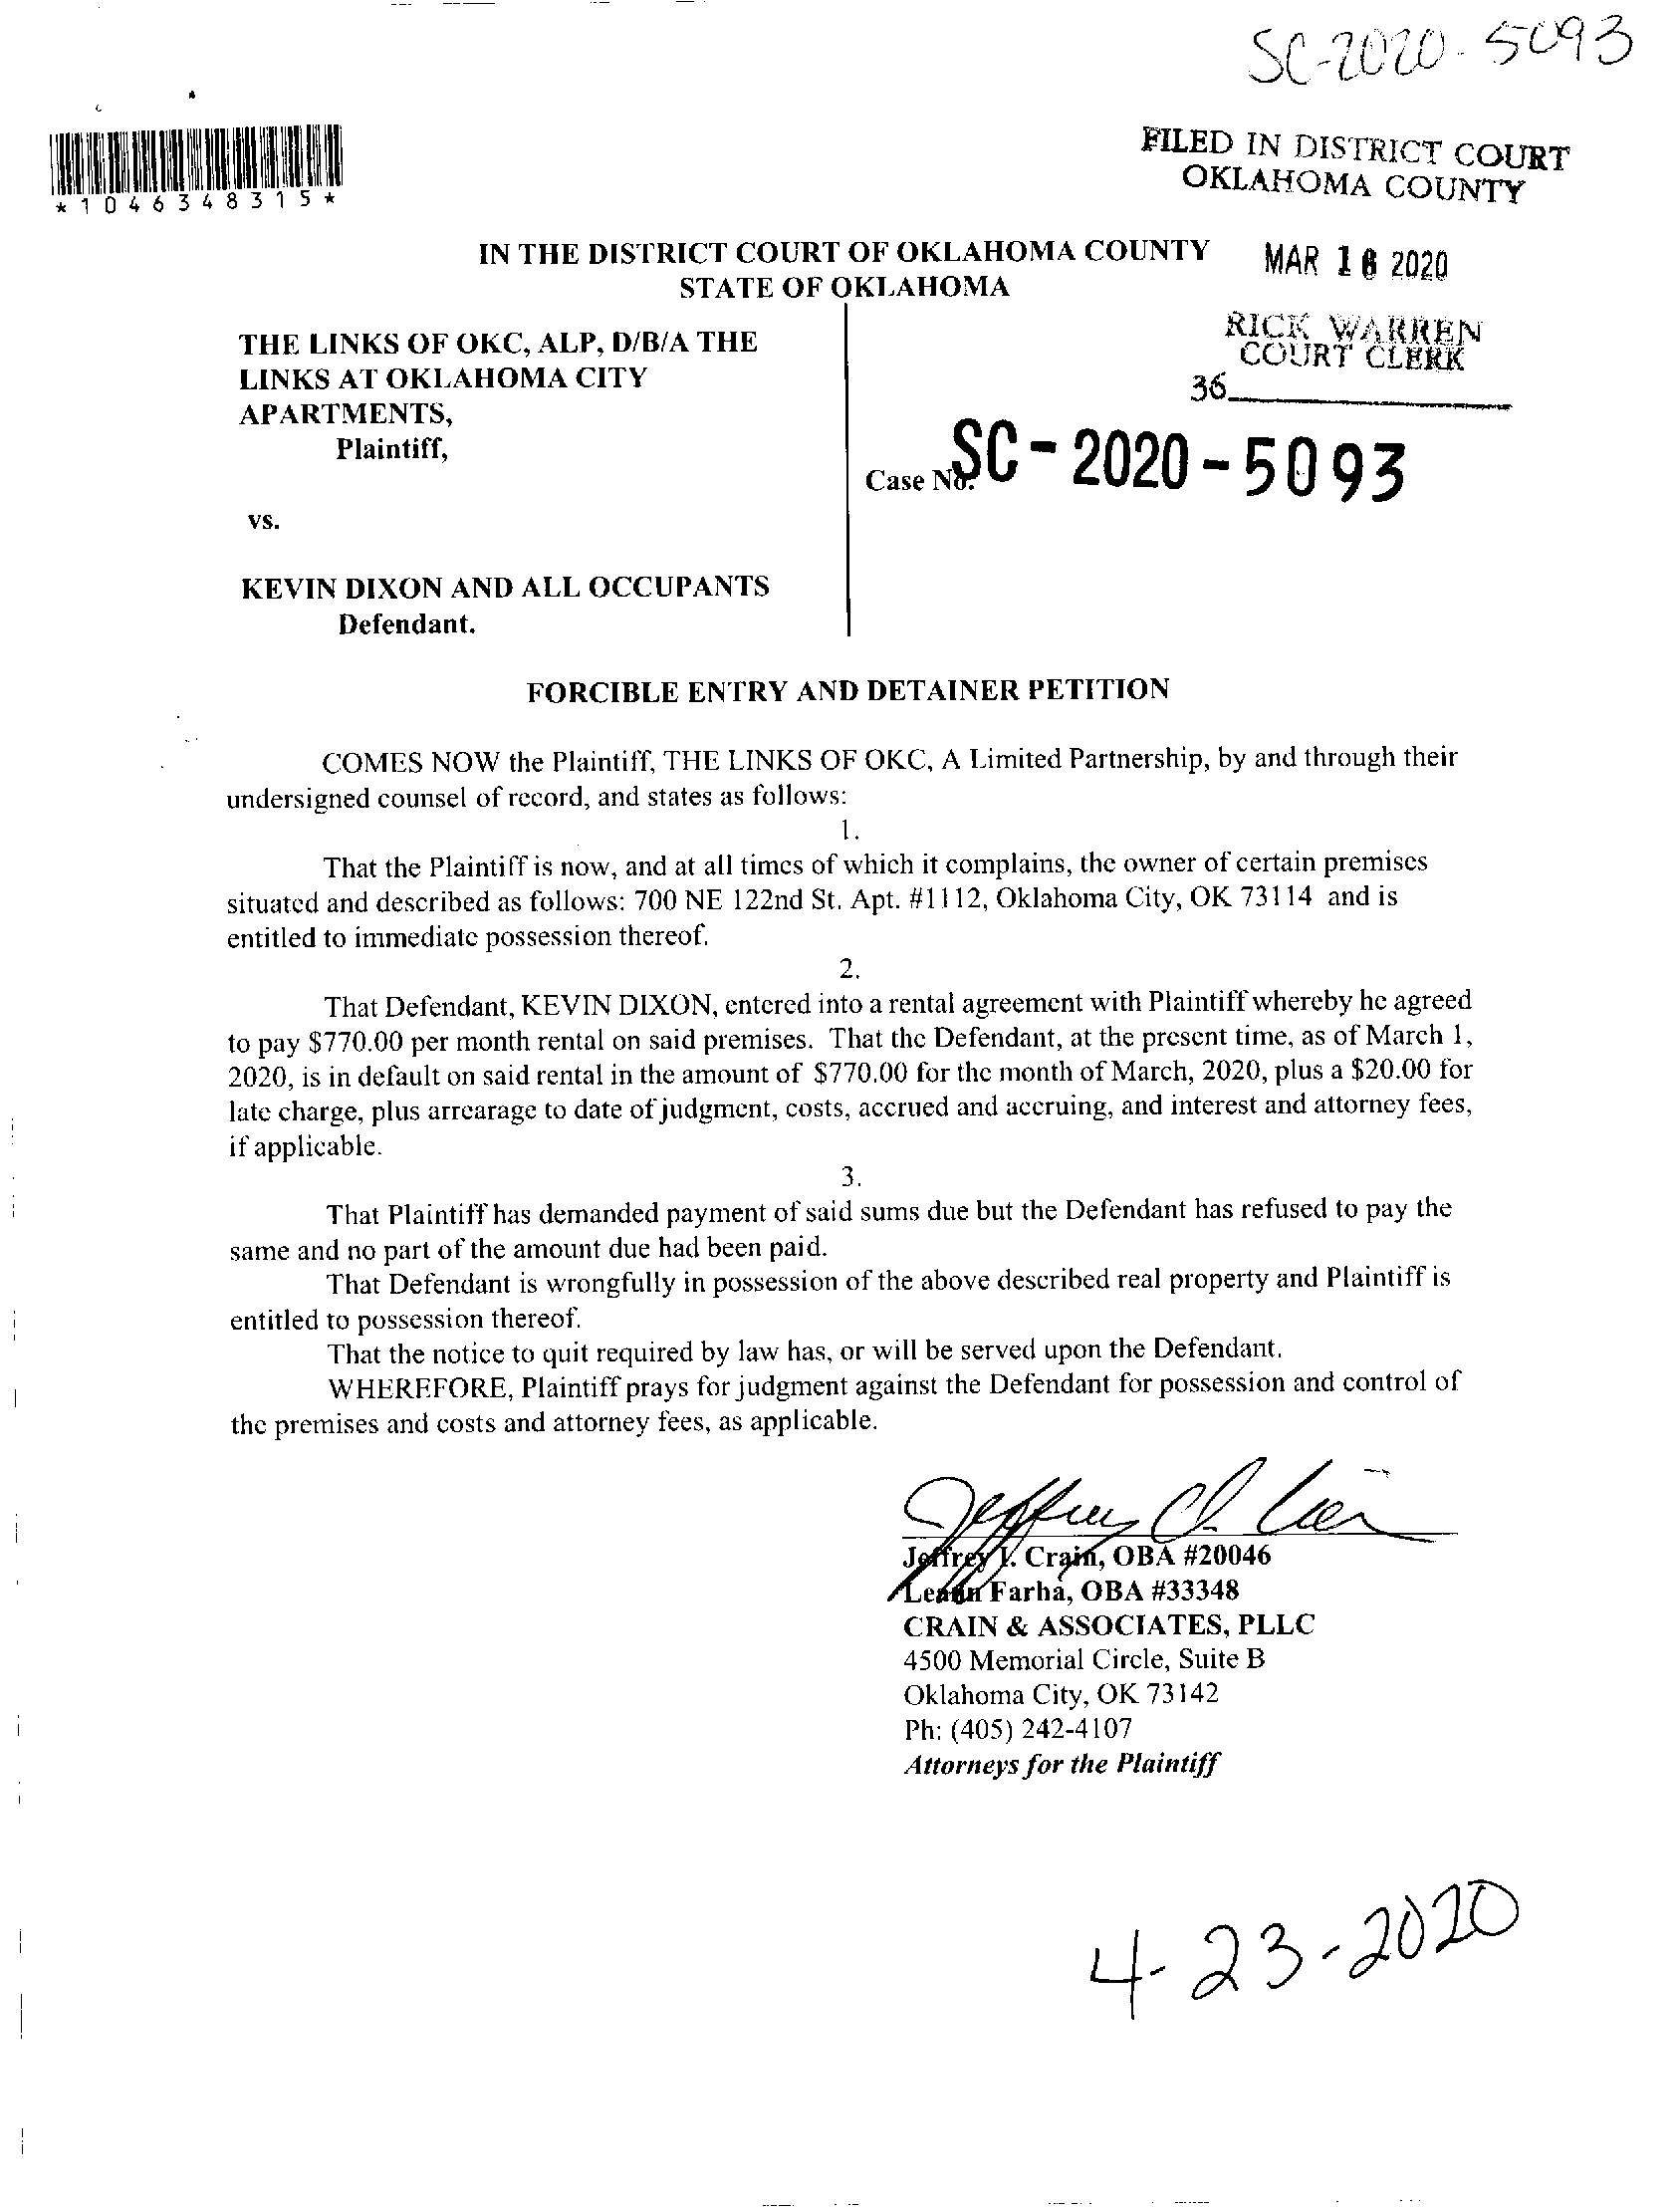 SC-2020-5093
*1046348315*
FILED IN DISTRICT COURT
OKLAHOMA COUNTY
IN THE DISTRICT COURT OF OKLAHOMA COUNTY
STATE OF OKLAHOMA
MAR 16 2020
RICK WARREN
COURT CLERK
36
THE LINKS OF OKC, ALP, D/B/A THE
LINKS AT OKLAHOMA CITY
APARTMENTS,
Plaintiff,
Case No. SC-2020-5093
vs.
KEVIN DIXON AND ALL OCCUPANTS
Defendant.
FORCIBLE ENTRY AND DETAINER PETITION
COMES NOW the Plaintiff, THE LINKS OF OKC, A Limited Partnership, by and through their
undersigned counsel of record, and states as follows:
1.
That the Plaintiff is now, and at all times of which it complains, the owner of certain premises
situated and described as follows: 700 NE 122nd St. Apt. #1112, Oklahoma City, OK 73114 and is
entitled to immediate possession thereof.
2.
That Defendant, KEVIN DIXON, entered into a rental agreement with Plaintiff whereby he agreed
to pay $770.00 per month rental on said premises. That the Defendant, at the present time, as of March 1,
2020, is in default on said rental in the amount of $770.00 for the month of March, 2020, plus a $20.00 for
late charge, plus arrearage to date of judgment, costs, accrued and accruing, and interest and attorney fees,
if applicable.
3.
That Plaintiff has demanded payment of said sums due but the Defendant has refused to pay the
same and no part of the amount due had been paid.
That Defendant is wrongfully in possession of the above described real property and Plaintiff is
entitled to possession thereof.
That the notice to quit required by law has, or will be served upon the Defendant.
WHEREFORE, Plaintiff prays for judgment against the Defendant for possession and control of
the premises and costs and attorney fees, as applicable.
Jeffrey Crain, OBA #20046
Farha, OBA #33348
CRAIN & ASSOCIATES, PLLC
4500 Memorial Circle, Suite B
Oklahoma City, OK 73142
Ph: (405) 242-4107
Attorneys for the Plaintiff
4-23-2020